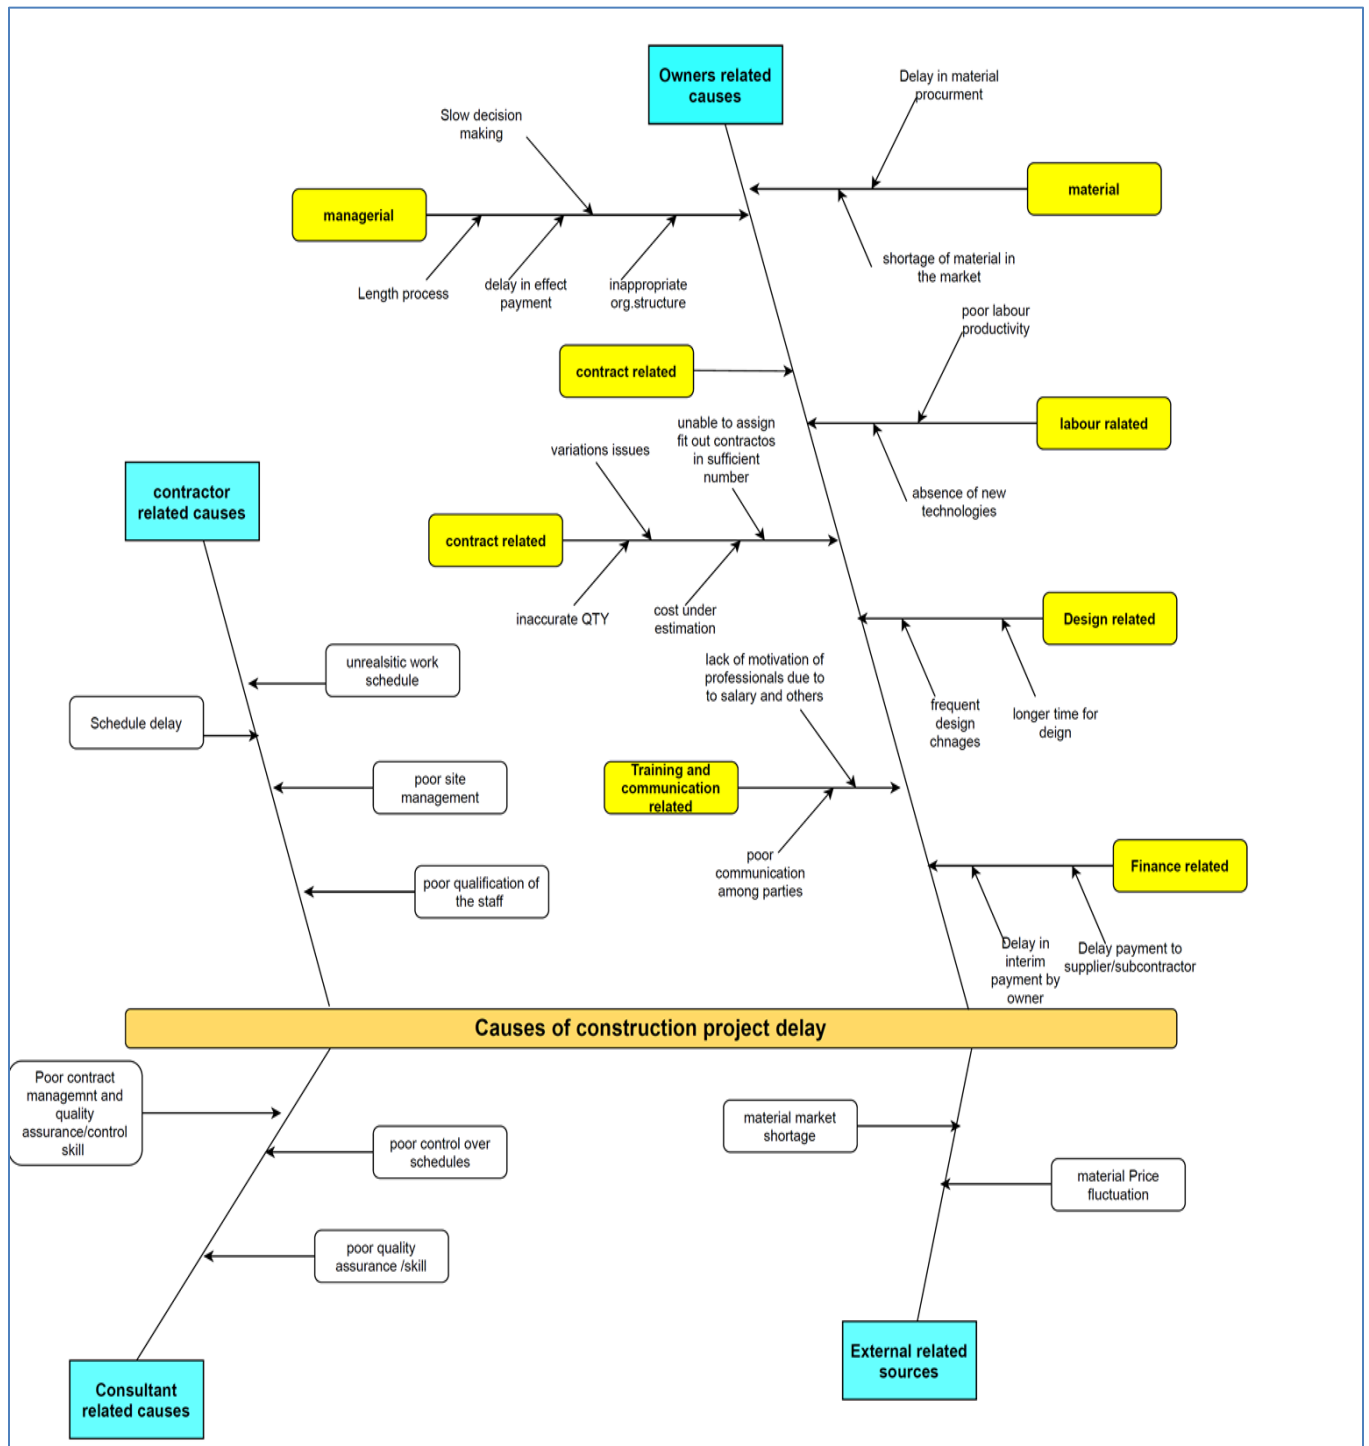 Owners related
causes
Delay in material
procurment
Slow decision
making
managerial
material
Length process
delay in effect
payment
inappropriate
org.structure
shortage of material in
the market
poor labour
productivity
contract related
labour ralated
unable to assign
fit out contractos
in sufficient
number
variations issues
absence of new
technologies
contractor
related causes
contract related
inaccurate QTY
cost under
estimation
Design related
lack of motivation of
professionals due to
to salary and others
frequent
design
chnages
longer time for
deign
unrealsitic work
schedule
Schedule delay
poor site
management
Training and
communication
related
poor
communication
among parties
Finance related
poor qualification of
the staff
Delay in
interim
payment by
owner
Delay payment to
supplier/subcontractor
Causes of construction project delay
Poor contract
managemnt and
quality
assurance/control
skill
poor control over
schedules
material market
shortage
material Price
fluctuation
poor quality
assurance /skill
External related
sources
Consultant
related causes